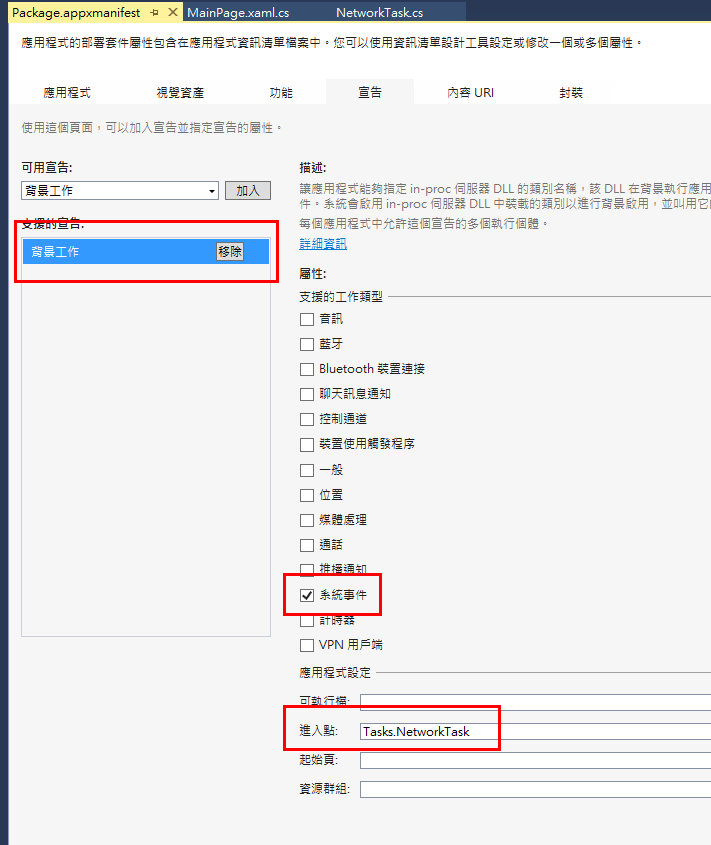 Package.appxmanifest MainPage.xaml.cs NetworkTask.cs
應用程式的部署套件屬性包含在應用程式資訊清單檔案中。您可以使用資訊清單設計工具設定或修改一個或多個屬性。
應用程式 視覺資產 功能 宣告 內容 URI 封裝
使用這個頁面，可以加入宣告並指定宣告的屬性。
可用宣告:
背景工作 加入
支援的宣告:
背景工作 移除
描述:
讓應用程式能夠指定 in-proc 伺服器 DLL 的類別名稱，該 DLL 在背景執行應用
件。系統會啟用 in-proc 伺服器 DLL 中裝載的類別以進行背景啟用，並叫用它
每個應用程式中允許這個宣告的多個執行個體。
詳細資訊
屬性:
支援的工作類型
音訊
藍牙
Bluetooth 裝置連接
聊天訊息通知
控制通道
裝置使用觸發程序
一般
位置
媒體處理
通話
推播通知
系統事件
計時器
VPN 用戶端
應用程式設定
可執行檔:
進入點: Tasks.NetworkTask
起始頁:
資源群組: